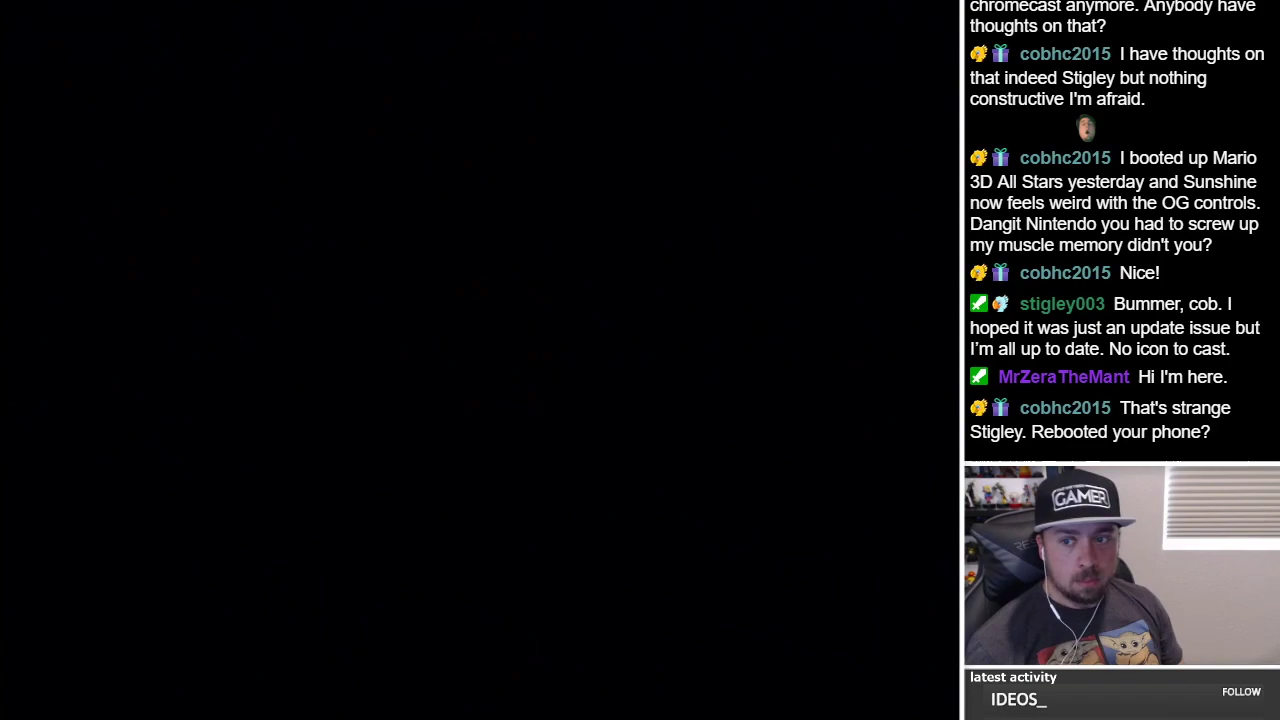 chromecast anymore. Anybody have
thoughts on that?
cobhc2015 I have thoughts on
that indeed Stigley but nothing
constructive I'm afraid.
cobhc2015 I booted up Mario
3D All Stars yesterday and Sunshine
now feels weird with the OG controls.
Dangit Nintendo you had to screw up
my muscle memory didn't you?
cobhc2015 Nice!
stigley003 Bummer, cob. I
hoped it was just an update issue but
I'm all up to date. No icon to cast.
MrZeraTheMant Hi I'm here.
cobhc2015 That's strange
Stigley. Rebooted your phone?
GAMER
latest activity
IDEOS_ FOLLOW